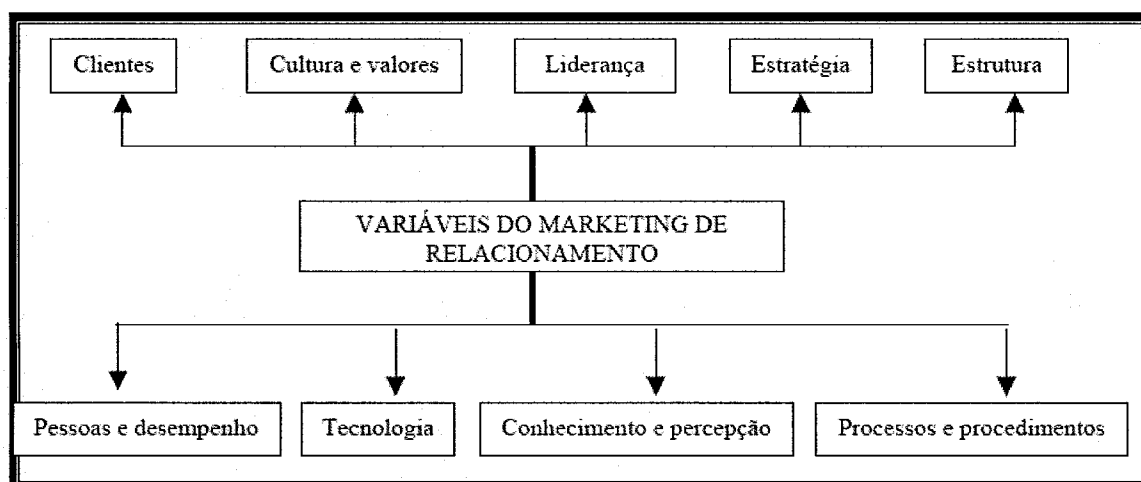 Clientes
Cultura e valores
Liderança
Estratégia
Estrutura
VARIÁVEIS DO MARKETING DE
RELACIONAMENTO
Pessoas e desempenho
Tecnologia
Conhecimento e percepção
Processos e procedimentos